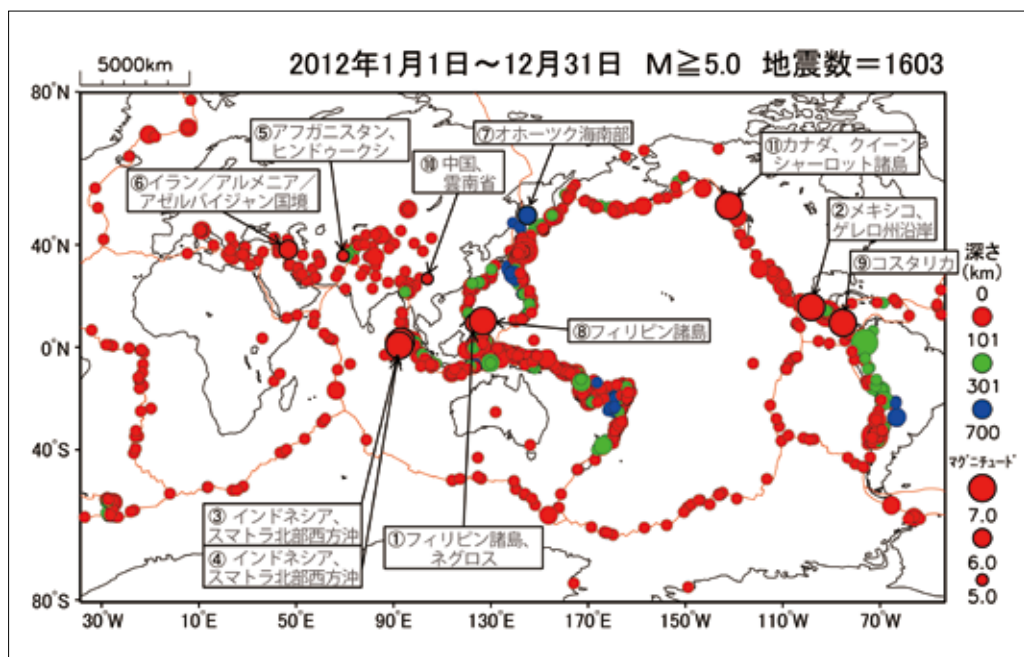 5000km
2012年1月1日～12月31日 M≧5.0 地震数＝1603
80°N
40°N
0°N
40°S
80°S
⑤アフガニスタン、
ヒンドゥークシ
⑦オホーツク海南部
⑩ 中国、
雲南省
⑪カナダ、クイーン
シャーロット諸島
⑥イラン／アルメニア／
アゼルバイジャン国境
②メキシコ、
ゲレロ州沿岸
⑨コスタリカ
⑧フィリピン諸島
③ インドネシア、
スマトラ北部西方沖
④ インドネシア、
スマトラ北部西方沖
①フィリピン諸島、
ネグロス
深さ
(km)
0
101
301
700
マグニチュード
7.0
6.0
5.0
30°W 10°E 50°E 90°E 130°E 170°E 150°W 110°W 70°W